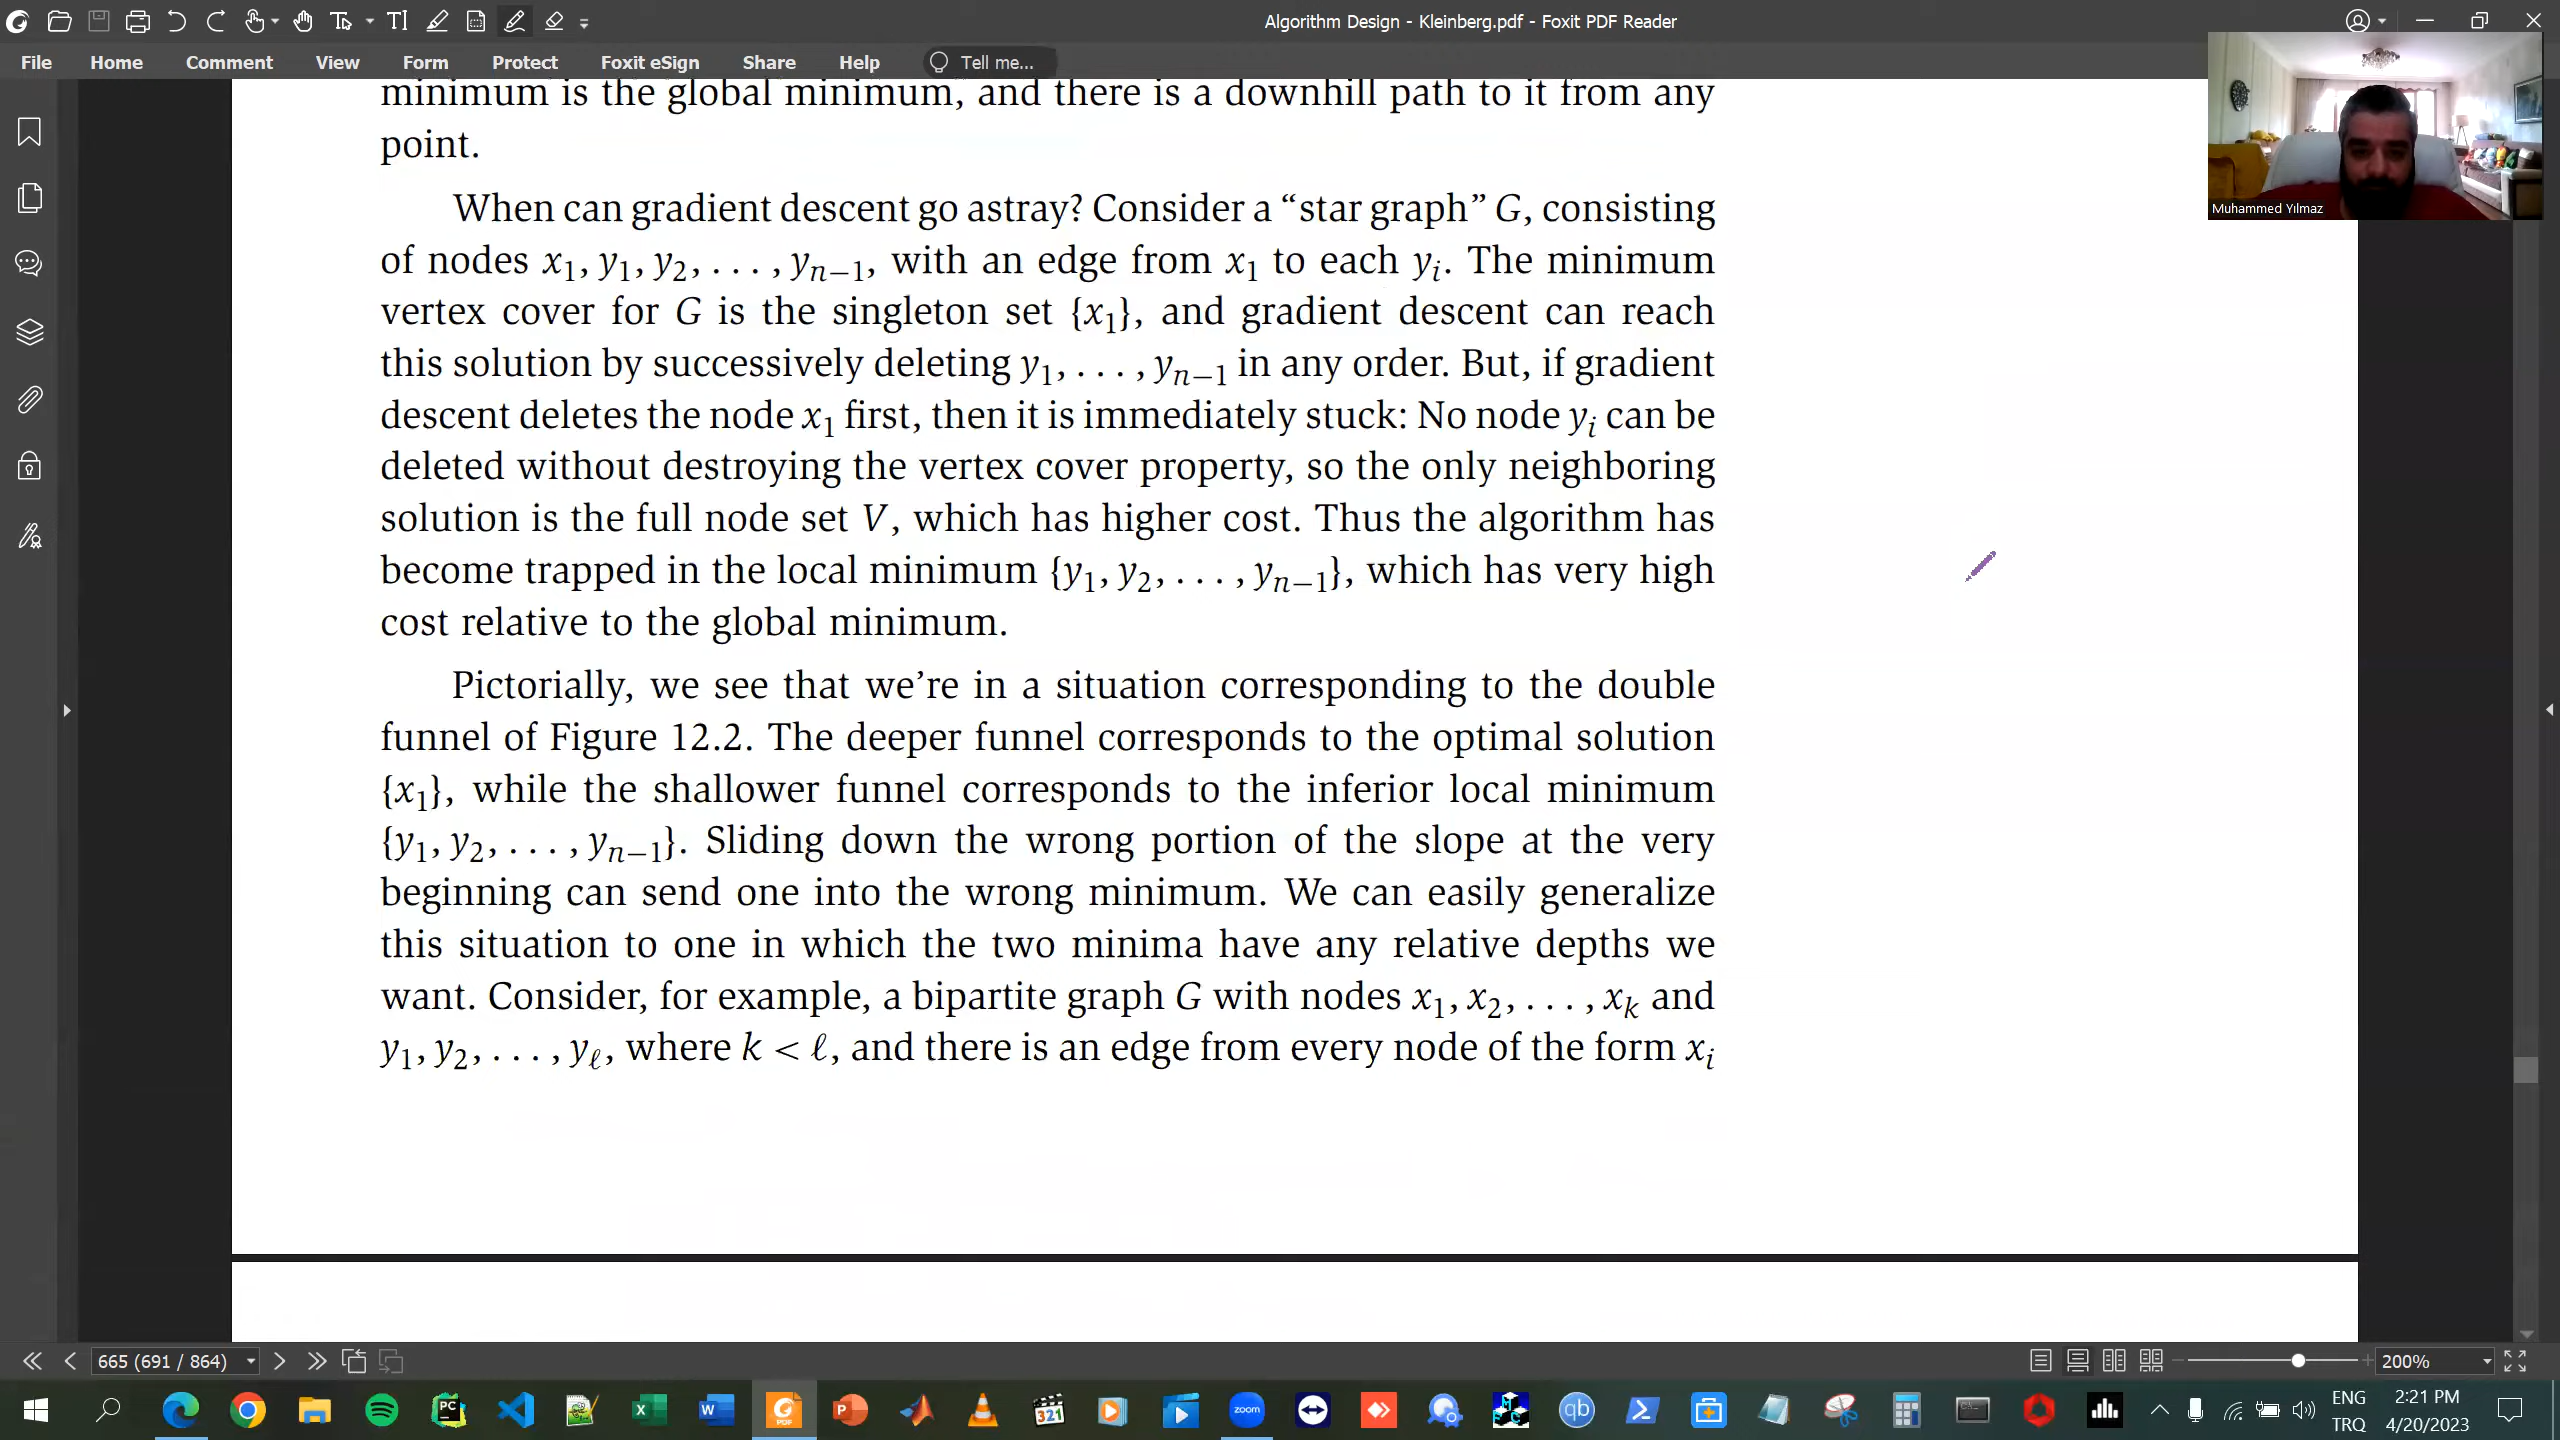 Algorithm Design - Kleinberg.pdf - Foxit PDF Reader
File Home Comment View Form Protect Foxit eSign Share Help Tell me...
Muhammed Yılmaz
minimum is the global minimum, and there is a downhill path to it from any
point.
When can gradient descent go astray? Consider a “star graph” G, consisting
of nodes x₁, y₁, y₂, . . . , yₙ₋₁, with an edge from x₁ to each yᵢ. The minimum
vertex cover for G is the singleton set {x₁}, and gradient descent can reach
this solution by successively deleting y₁, . . . , yₙ₋₁ in any order. But, if gradient
descent deletes the node x₁ first, then it is immediately stuck: No node yᵢ can be
deleted without destroying the vertex cover property, so the only neighboring
solution is the full node set V, which has higher cost. Thus the algorithm has
become trapped in the local minimum {y₁, y₂, . . . , yₙ₋₁}, which has very high
cost relative to the global minimum.
Pictorially, we see that we’re in a situation corresponding to the double
funnel of Figure 12.2. The deeper funnel corresponds to the optimal solution
{x₁}, while the shallower funnel corresponds to the inferior local minimum
{y₁, y₂, . . . , yₙ₋₁}. Sliding down the wrong portion of the slope at the very
beginning can send one into the wrong minimum. We can easily generalize
this situation to one in which the two minima have any relative depths we
want. Consider, for example, a bipartite graph G with nodes x₁, x₂, . . . , xₖ and
y₁, y₂, . . . , yℓ, where k < ℓ, and there is an edge from every node of the form xᵢ
665 (691 / 864) 200%
PC 321 zoom qb
ENG 2:21 PM
TRQ 4/20/2023